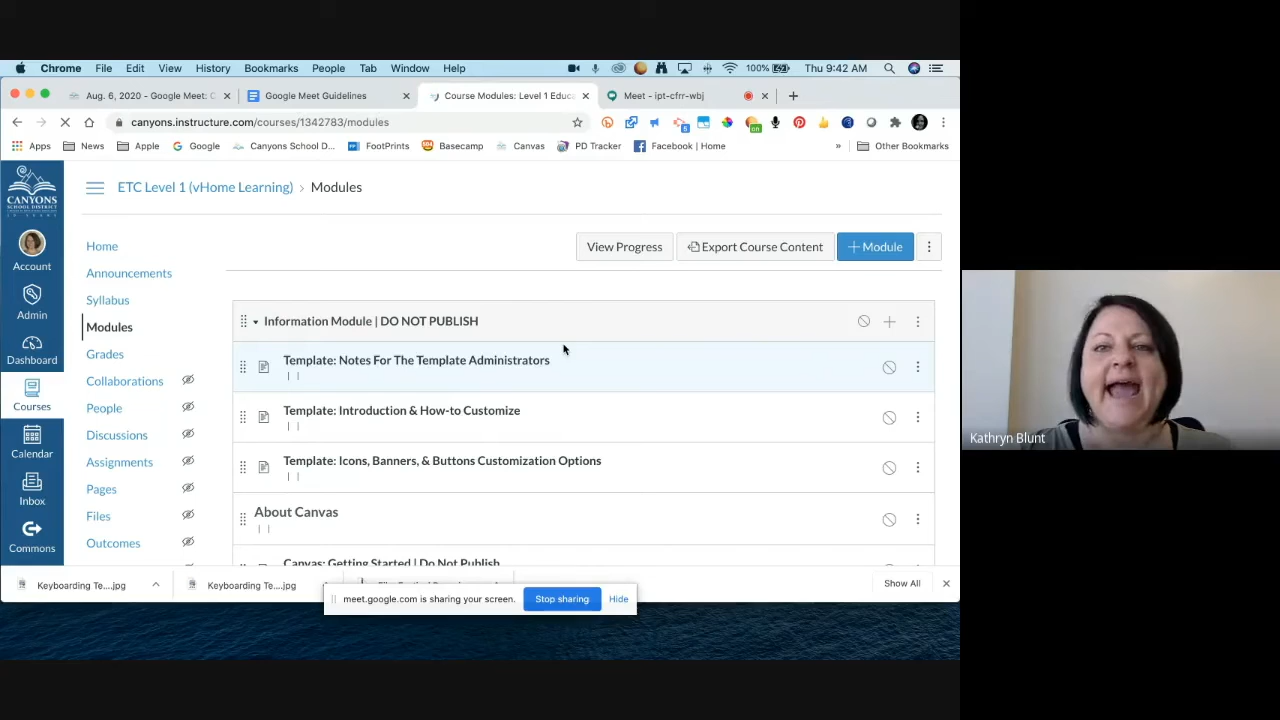 Chrome File Edit View History Bookmarks People Tab Window Help 100% Thu 9:42 AM
Aug. 6, 2020 - Google Meet: C
Google Meet Guidelines
Course Modules: Level 1 Educ
Meet - ipt-cfrr-wbj
canyons.instructure.com/courses/1342783/modules
Apps News Apple Google Canyons School D... FootPrints Basecamp Canvas PD Tracker Facebook | Home » Other Bookmarks
CANYONS
SCHOOL DISTRICT
ETC Level 1 (vHome Learning) › Modules
Account
Admin
Dashboard
Courses
Calendar
Inbox
Commons
Home
Announcements
Syllabus
Modules
Grades
Collaborations
People
Discussions
Assignments
Pages
Files
Outcomes
View Progress
Export Course Content
+ Module
Information Module | DO NOT PUBLISH
Template: Notes For The Template Administrators
| |
Template: Introduction & How-to Customize
| |
Template: Icons, Banners, & Buttons Customization Options
| |
About Canvas
| |
Canvas: Getting Started | Do Not Publish
Keyboarding Te....jpg
Keyboarding Te....jpg
Show All
meet.google.com is sharing your screen.
Stop sharing
Hide
Kathryn Blunt